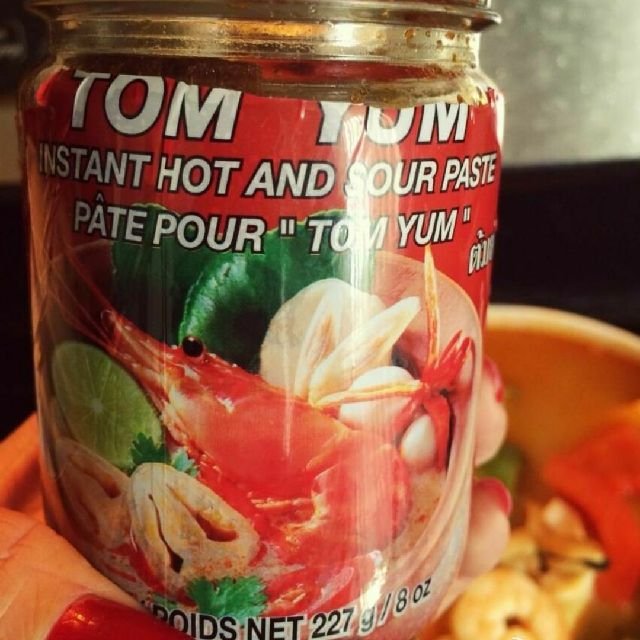 TOM YUM
INSTANT HOT AND SOUR PASTE
PÂTE POUR " TOM YUM "
POIDS NET 227 g / 8 oz